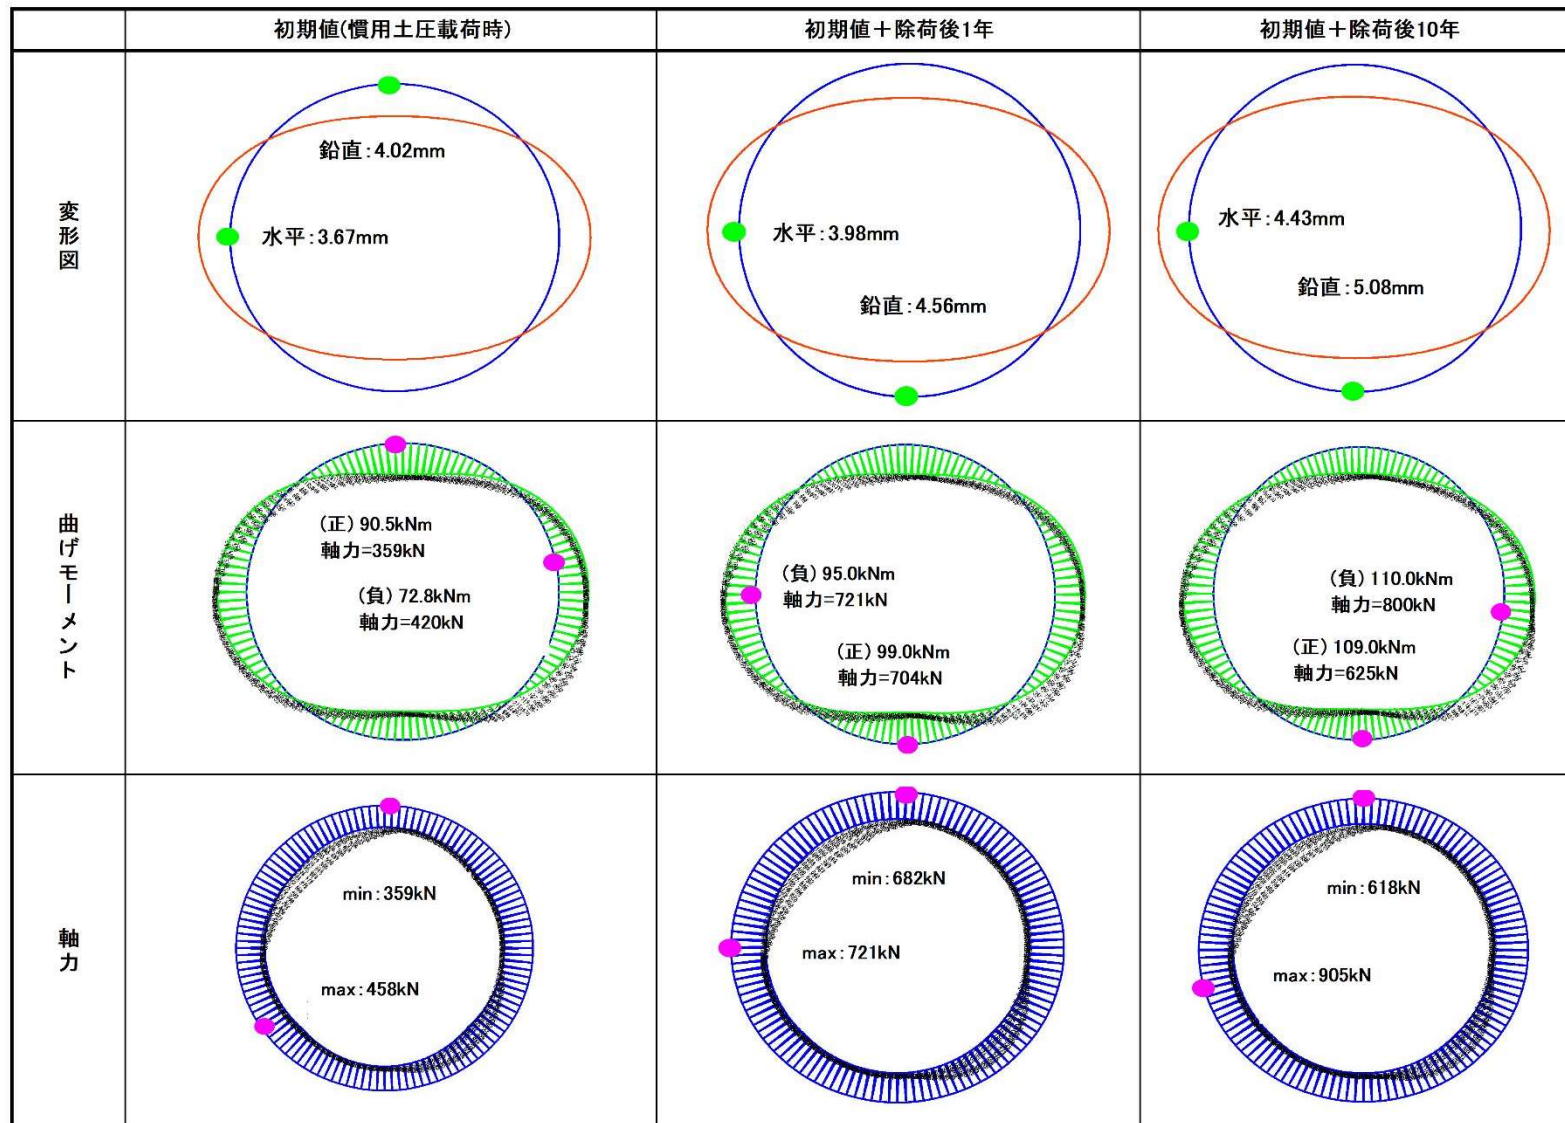 初期値(慣用土圧載荷時)
初期値＋除荷後1年
初期値＋除荷後10年
変形図
鉛直：4.02mm
水平：3.67mm
水平：3.98mm
鉛直：4.56mm
水平：4.43mm
鉛直：5.08mm
曲げモーメント
(正) 90.5kNm
軸力=359kN
(負) 72.8kNm
軸力=420kN
(負) 95.0kNm
軸力=721kN
(正) 99.0kNm
軸力=704kN
(負) 110.0kNm
軸力=800kN
(正) 109.0kNm
軸力=625kN
軸力
min：359kN
max：458kN
min：682kN
max：721kN
min：618kN
max：905kN